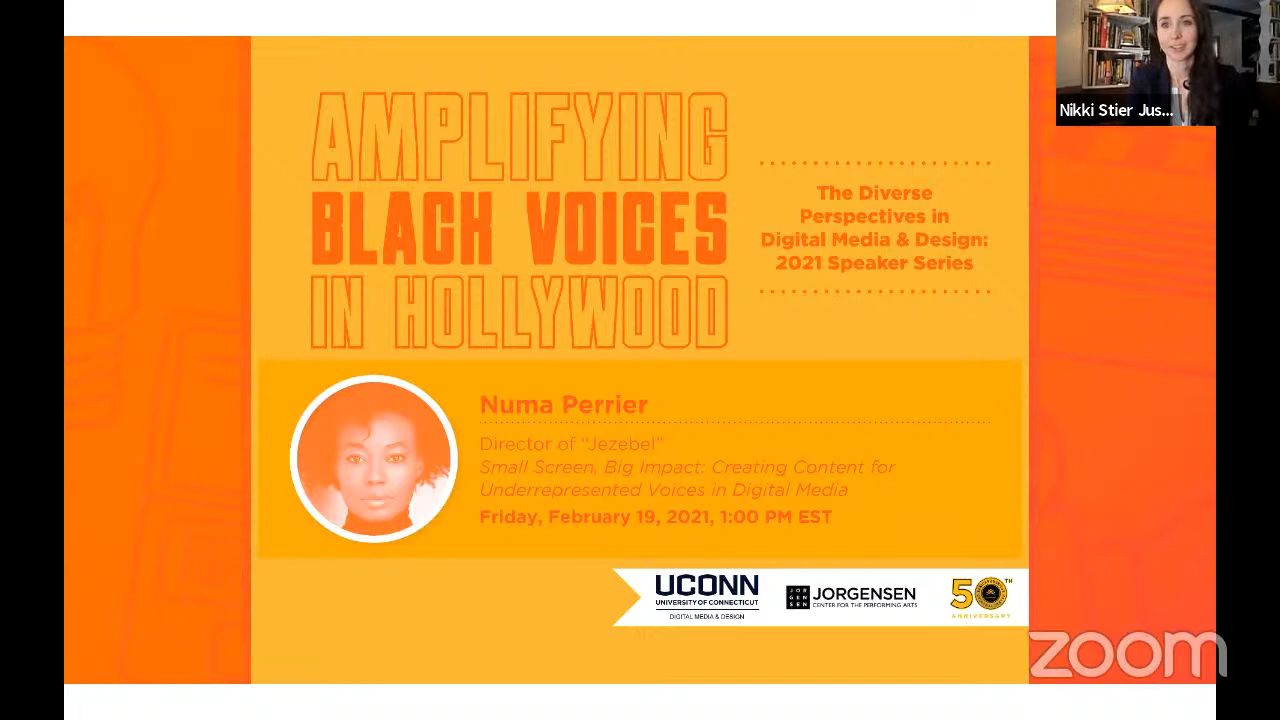 AMPLIFYING
BLACK VOICES
IN HOLLYWOOD
The Diverse
Perspectives in
Digital Media & Design:
2021 Speaker Series
Numa Perrier
Director of "Jezebel"
Small Screen, Big Impact: Creating Content for
Underrepresented Voices in Digital Media
Friday, February 19, 2021, 1:00 PM EST
UCONN
UNIVERSITY OF CONNECTICUT
DIGITAL MEDIA & DESIGN
JOR
GEN
SEN
JORGENSEN
CENTER FOR THE PERFORMING ARTS
50TH
ANNIVERSARY
Nikki Stier Jus...
zoom